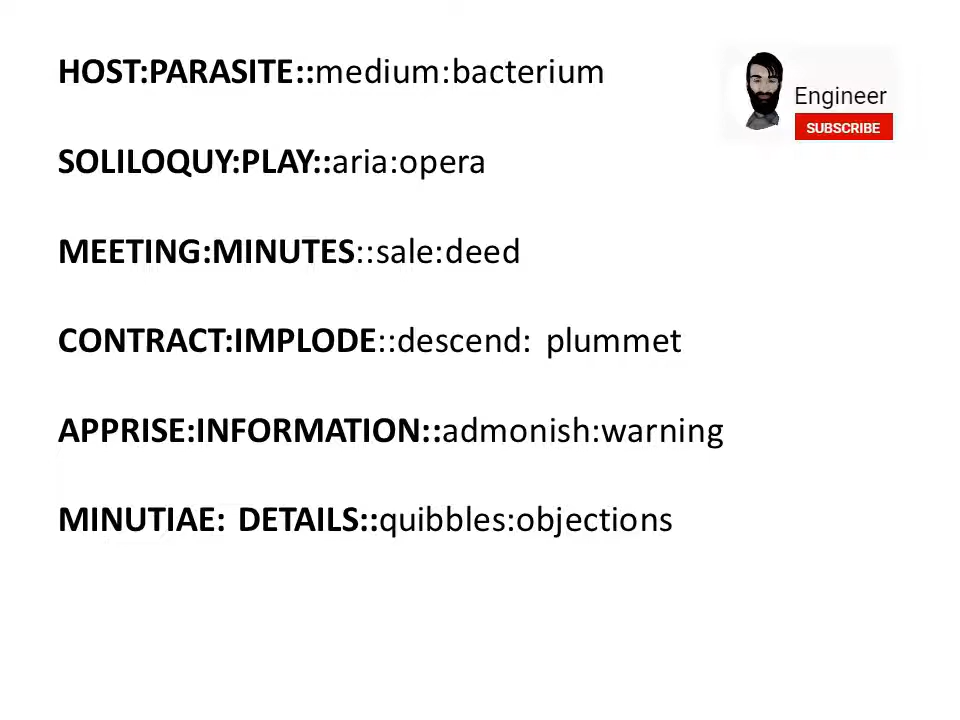 HOST:PARASITE::medium:bacterium
Engineer
SUBSCRIBE
SOLILOQUY:PLAY::aria:opera
MEETING:MINUTES::sale:deed
CONTRACT:IMPLODE::descend: plummet
APPRISE:INFORMATION::admonish:warning
MINUTIAE: DETAILS::quibbles:objections